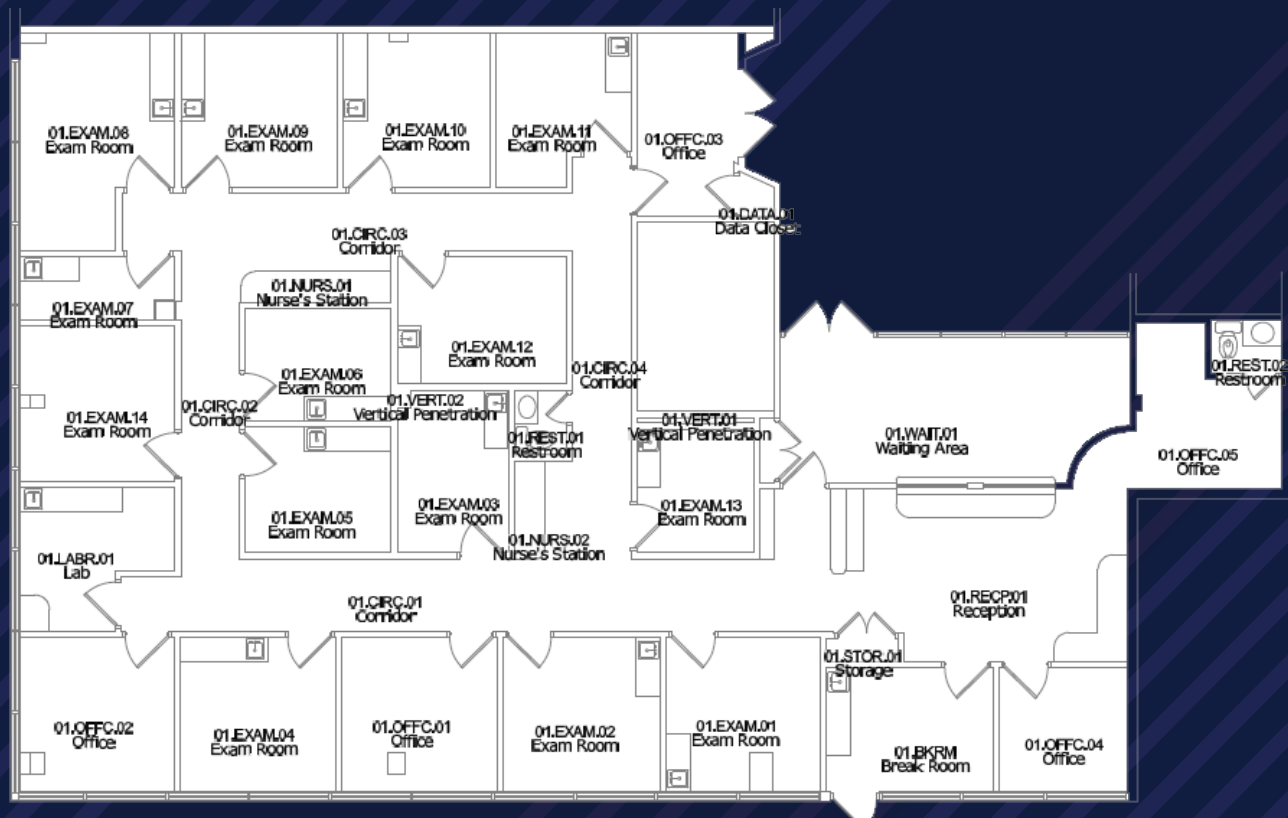 01.EXAM.08
Exam Room
01.EXAM.09
Exam Room
01.EXAM.10
Exam Room
01.EXAM.11
Exam Room
01.OFFC.03
Office
01.DATA.01
Data Closet
01.CIRC.03
Corridor
01.NURS.01
Nurse's Station
01.EXAM.07
Exam Room
01.EXAM.12
Exam Room
01.EXAM.06
Exam Room
01.CIRC.04
Corridor
01.REST.02
Restroom
01.EXAM.14
Exam Room
01.CIRC.02
Corridor
01.VERT.02
Vertical Penetration
01.REST.01
Restroom
01.VERT.01
Vertical Penetration
01.WAIT.01
Waiting Area
01.OFFC.05
Office
01.EXAM.05
Exam Room
01.EXAM.03
Exam Room
01.EXAM.13
Exam Room
01.NURS.02
Nurse's Station
01.LABR.01
Lab
01.CIRC.01
Corridor
01.RECP.01
Reception
01.STOR.01
Storage
01.OFFC.02
Office
01.EXAM.04
Exam Room
01.OFFC.01
Office
01.EXAM.02
Exam Room
01.EXAM.01
Exam Room
01.BKRM
Break Room
01.OFFC.04
Office